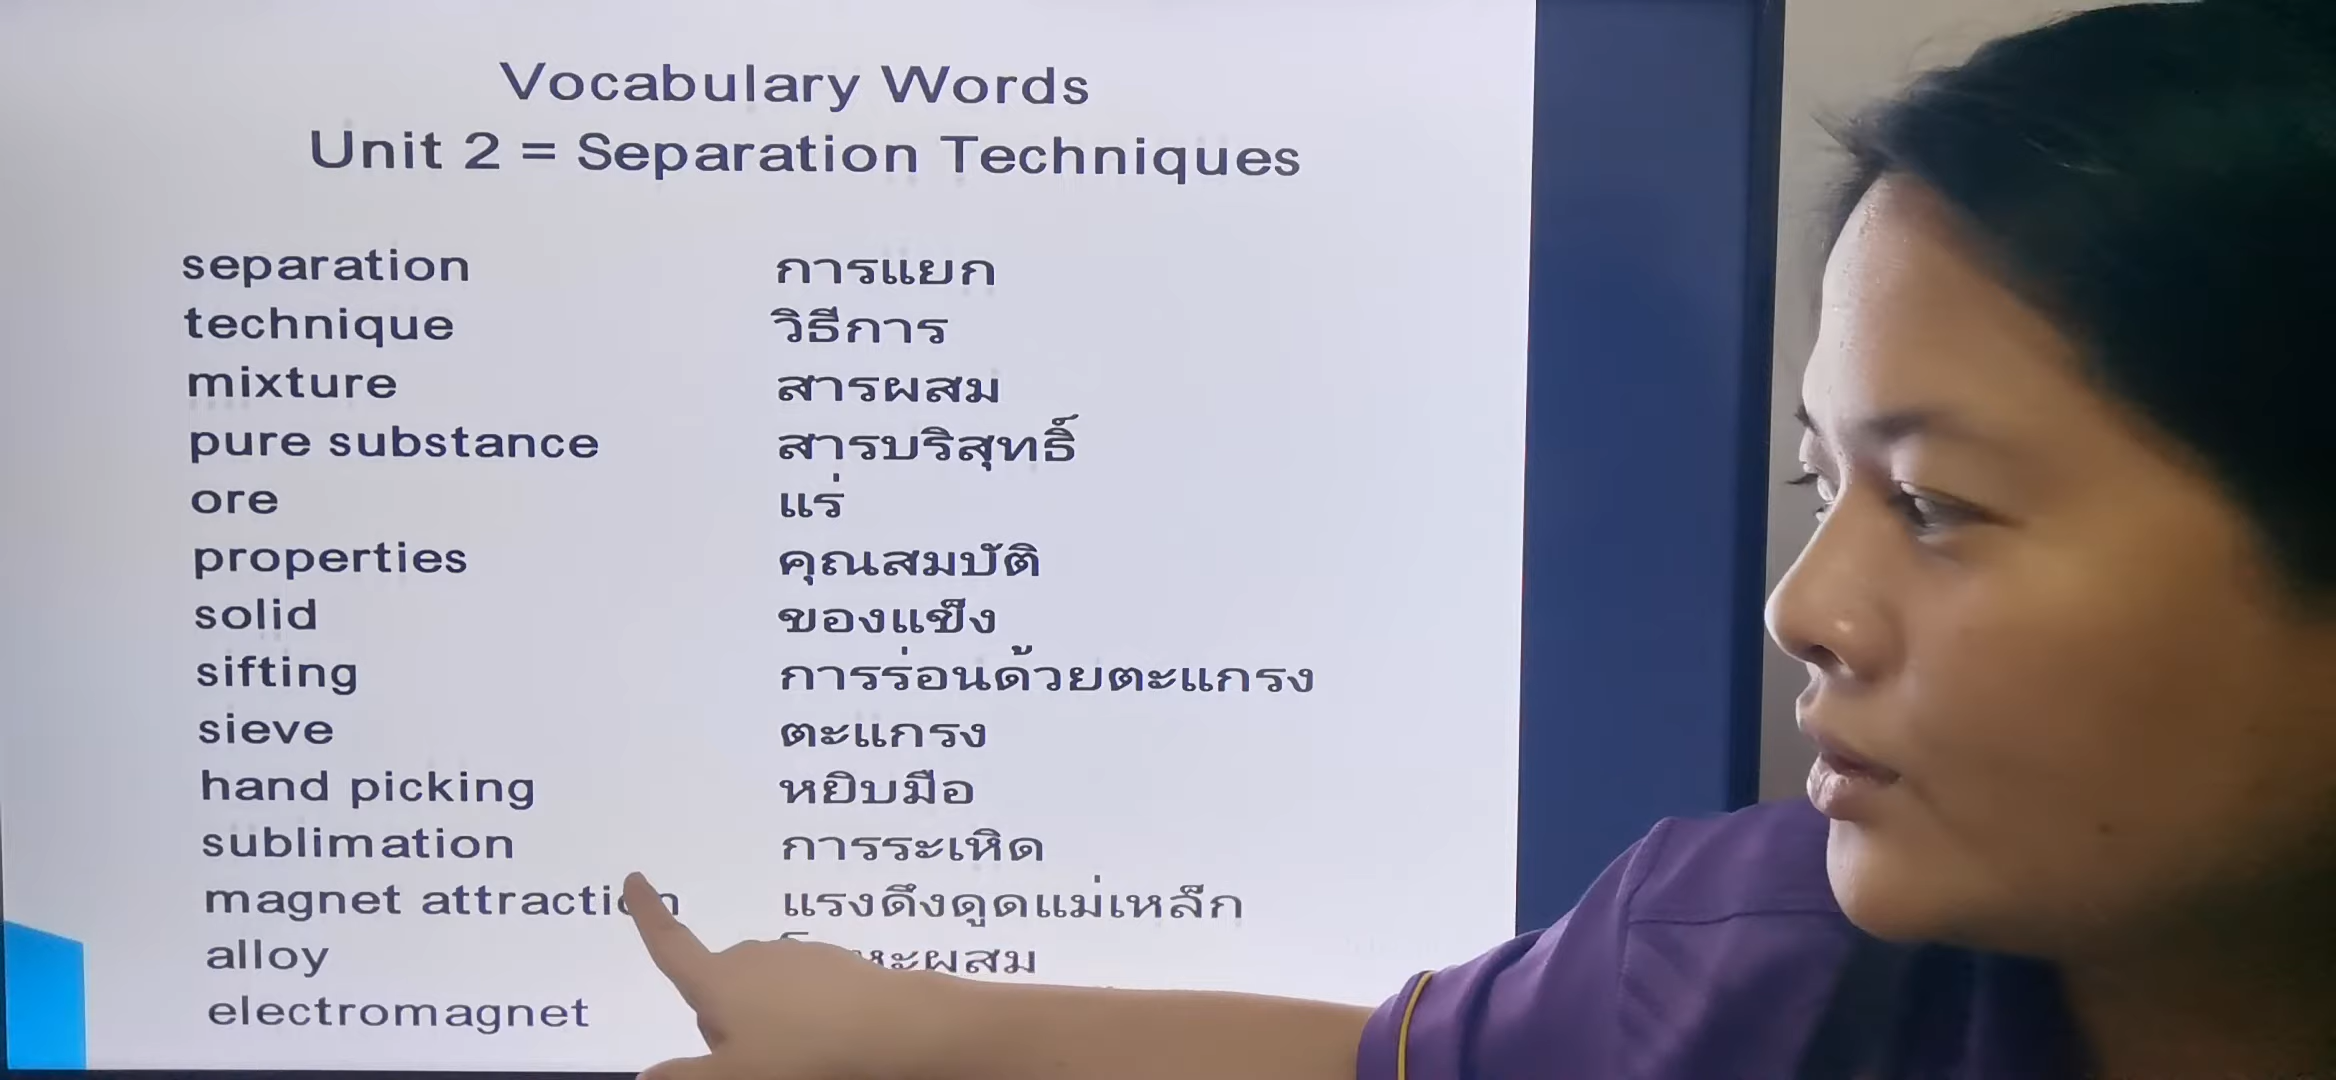 Vocabulary Words
Unit 2 = Separation Techniques
separation การแยก
technique วิธีการ
mixture สารผสม
pure substance สารบริสุทธิ์
ore แร่
properties คุณสมบัติ
solid ของแข็ง
sifting การร่อนด้วยตะแกรง
sieve ตะแกรง
hand picking หยิบมือ
sublimation การระเหิด
magnet attraction แรงดึงดูดแม่เหล็ก
alloy
electromagnet